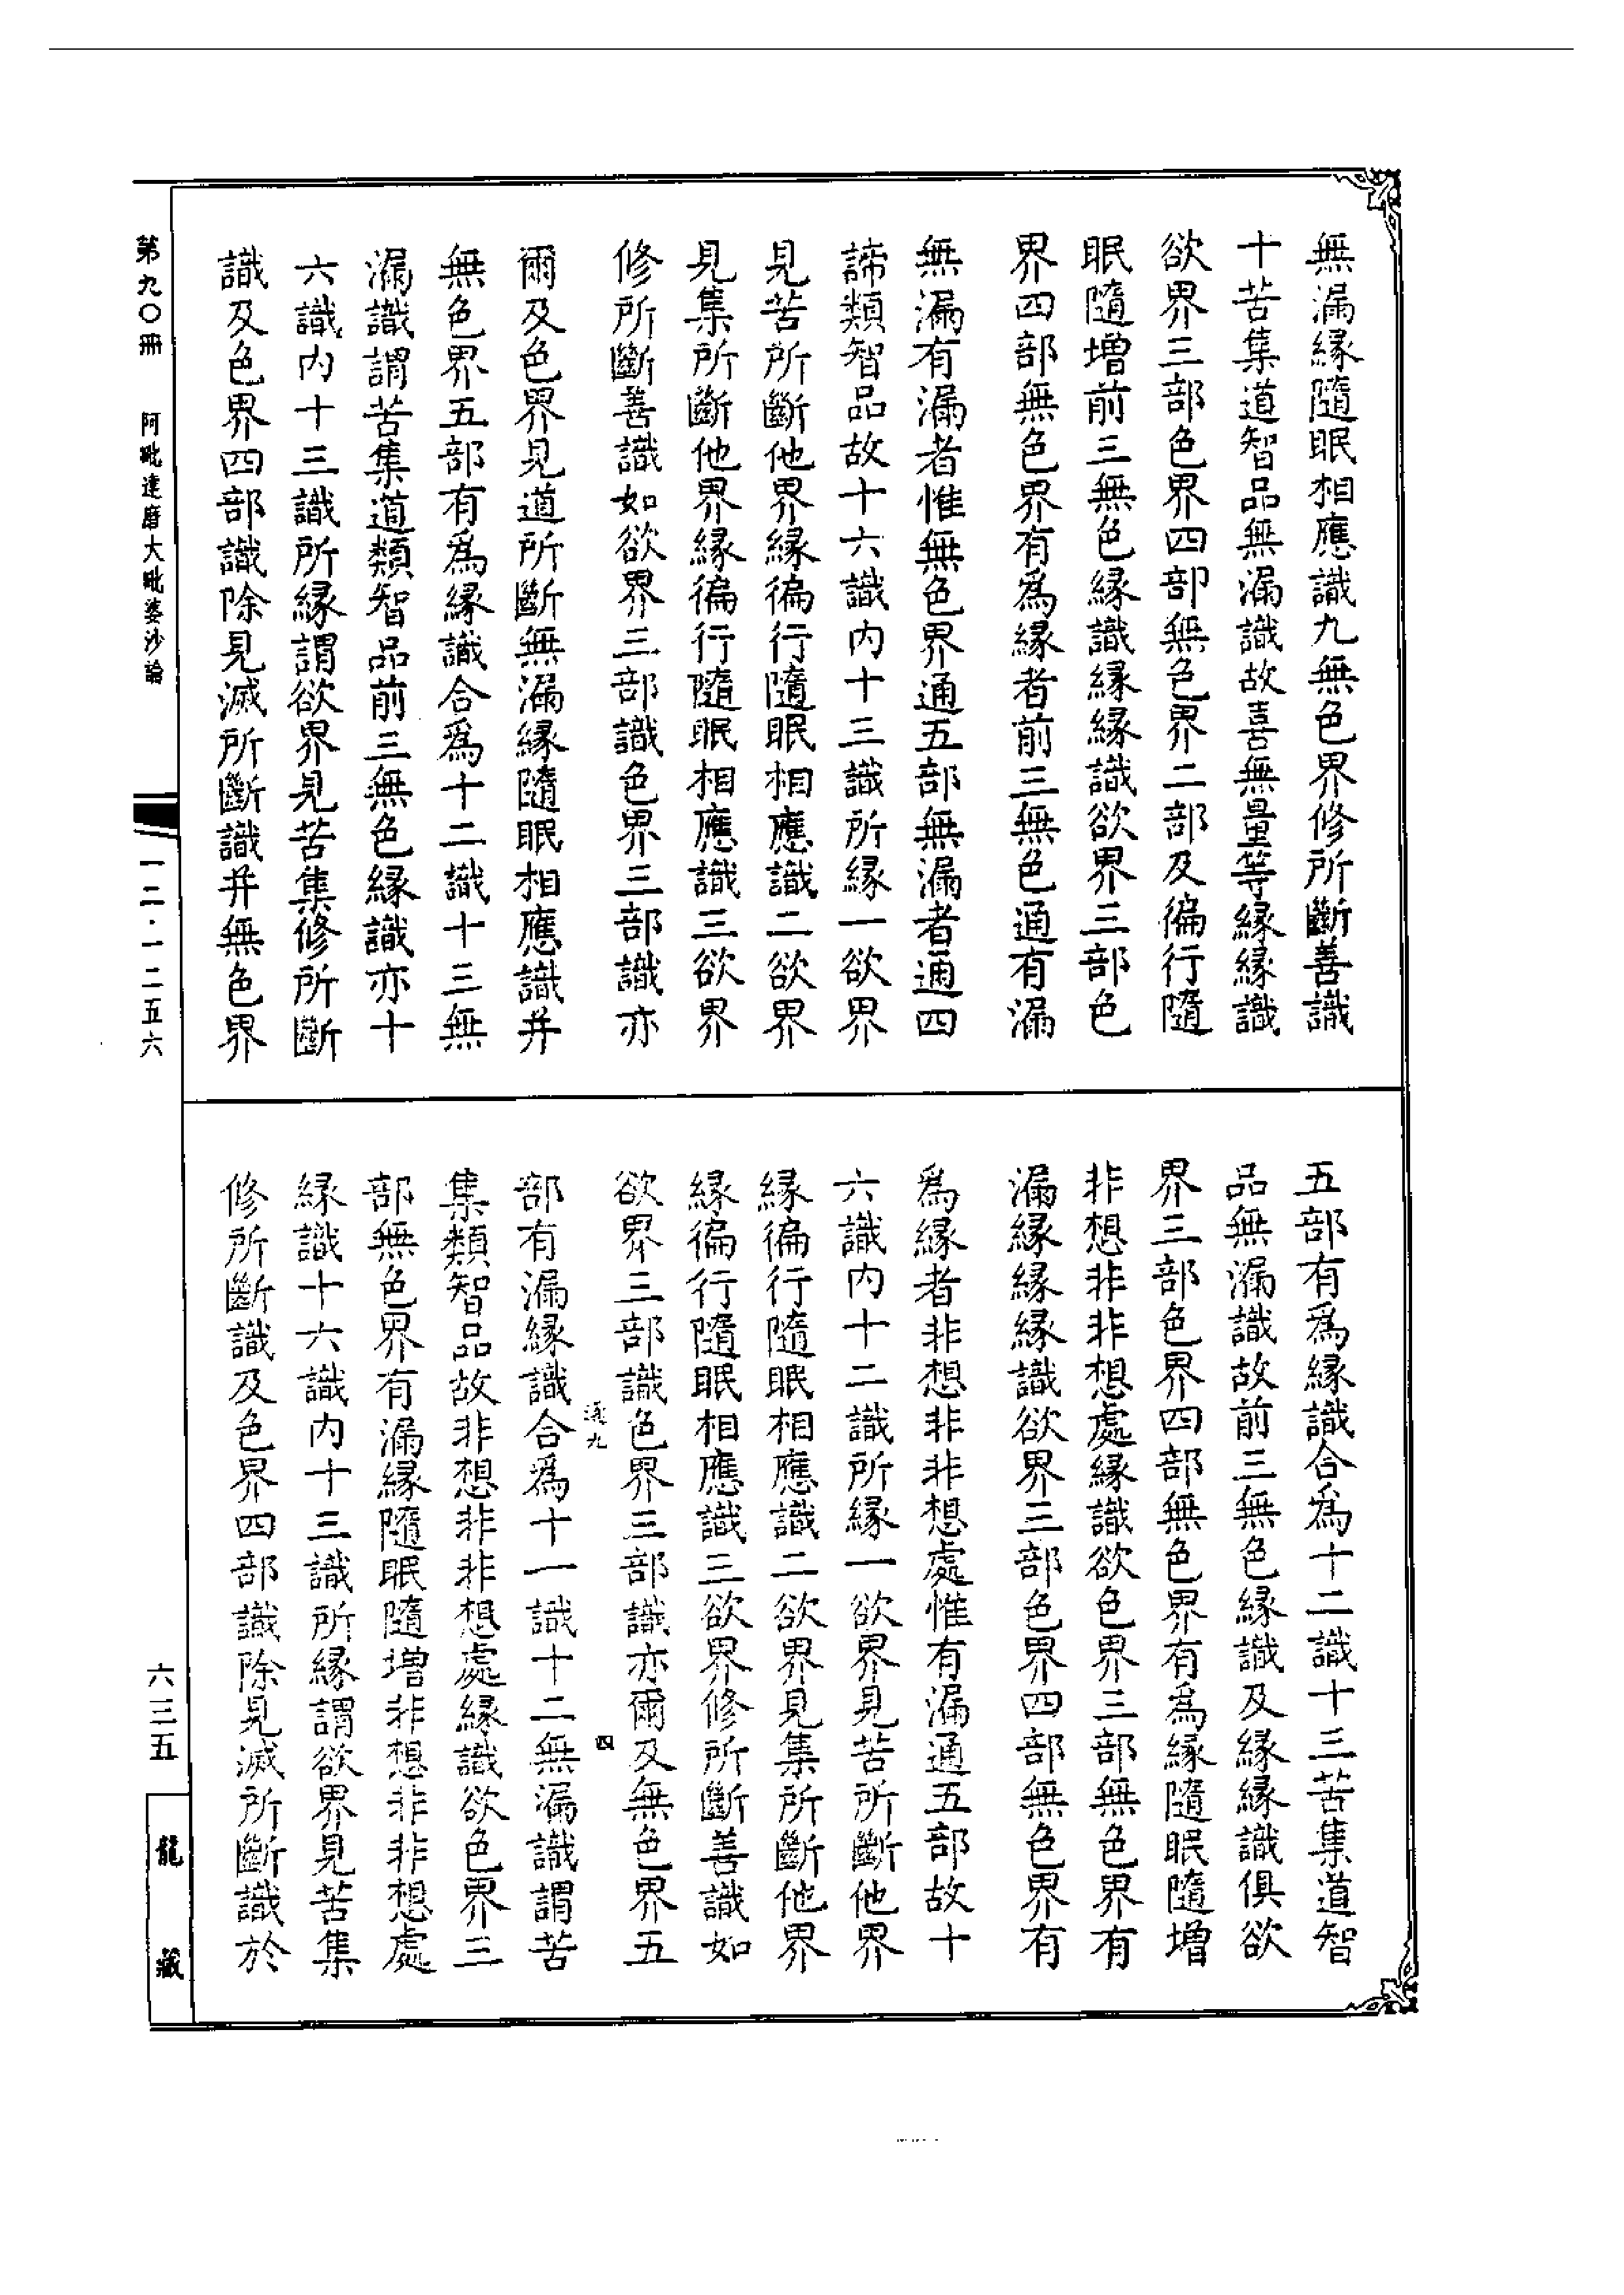 無漏緣隨眠相應識九無色界修所斷善識
十苦集道智品無漏識故喜無量等緣緣識
欲界三部色界四部無色界二部及徧行隨
眠隨增前三無色緣識緣緣識欲界三部色
界四部無色界有爲緣者前三無色通有漏
無漏有漏者惟無色界通五部無漏者通四
諦類智品故十六識內十三識所緣一欲界
見苦所斷他界緣徧行隨眠相應識二欲界
見集所斷他界緣徧行隨眠相應識三欲界
修所斷善識如欲界三部識色界三部識亦
爾及色界見道所斷無漏緣隨眠相應識幷
無色界五部有爲緣識合爲十二識十三無
漏識謂苦集道類智品前三無色緣識亦十
六識內十三識所緣謂欲界見苦集修所斷
識及色界四部識除見滅所斷識幷無色界
五部有爲緣識合爲十二識十三苦集道智
品無漏識故前三無色緣識及緣緣識俱欲
界三部色界四部無色界有爲緣隨眠隨增
非想非非想處緣識欲色界三部無色界有
漏緣緣緣識欲界三部色界四部無色界有
爲緣者非想非非想處惟有漏通五部故十
六識內十二識所緣一欲界見苦所斷他界
緣徧行隨眠相應識二欲界見集所斷他界
緣徧行隨眠相應識三欲界修所斷善識如
欲界三部識色界三部識亦爾及無色界五
部有漏緣識合爲十一識十二無漏識謂苦
集類智品故非想非非想處緣識欲色界三
部無色界有漏緣隨眠隨增非想非非想處
緣識十六識內十三識所緣謂欲界見苦集
修所斷識及色界四部識除見滅所斷識於
四
第九〇冊 阿毗達磨大毗婆沙論
一二·一二五六
六三五
龍藏